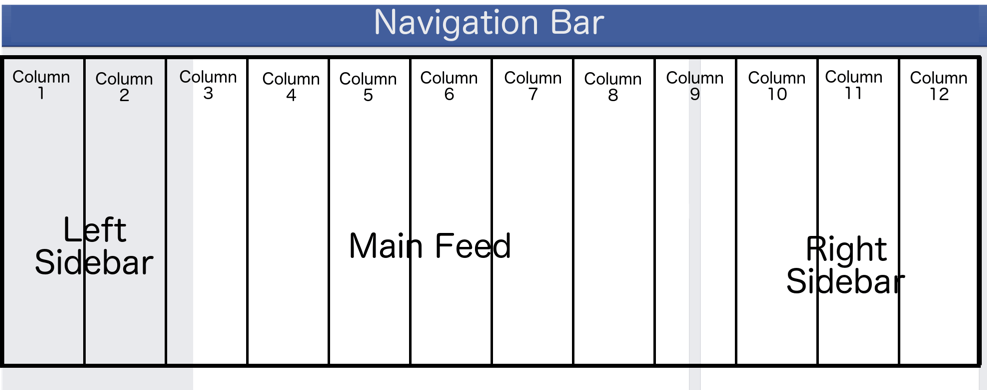 Navigation Bar
Column
1
Column
2
Column
3
Column
4
Column
5
Column
6
Column
7
Column
8
Column
9
Column
10
Column
11
Column
12
Left
Sidebar
Main Feed
Right
Sidebar